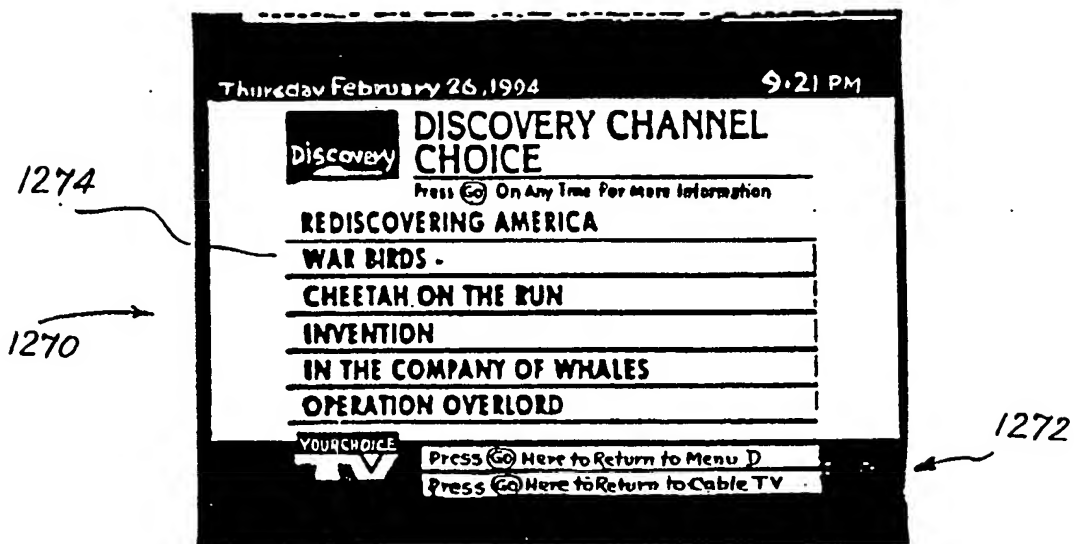 Thursday February 26, 1994 9:21 PM
Discovery
DISCOVERY CHANNEL
CHOICE
Press Go On Any Time For More Information
1274
REDISCOVERING AMERICA
WAR BIRDS -
CHEETAH ON THE RUN
1270
INVENTION
IN THE COMPANY OF WHALES
OPERATION OVERLORD
1272
YOUR CHOICE
TV
Press Go Here to Return to Menu D
Press Go Here to Return to Cable TV